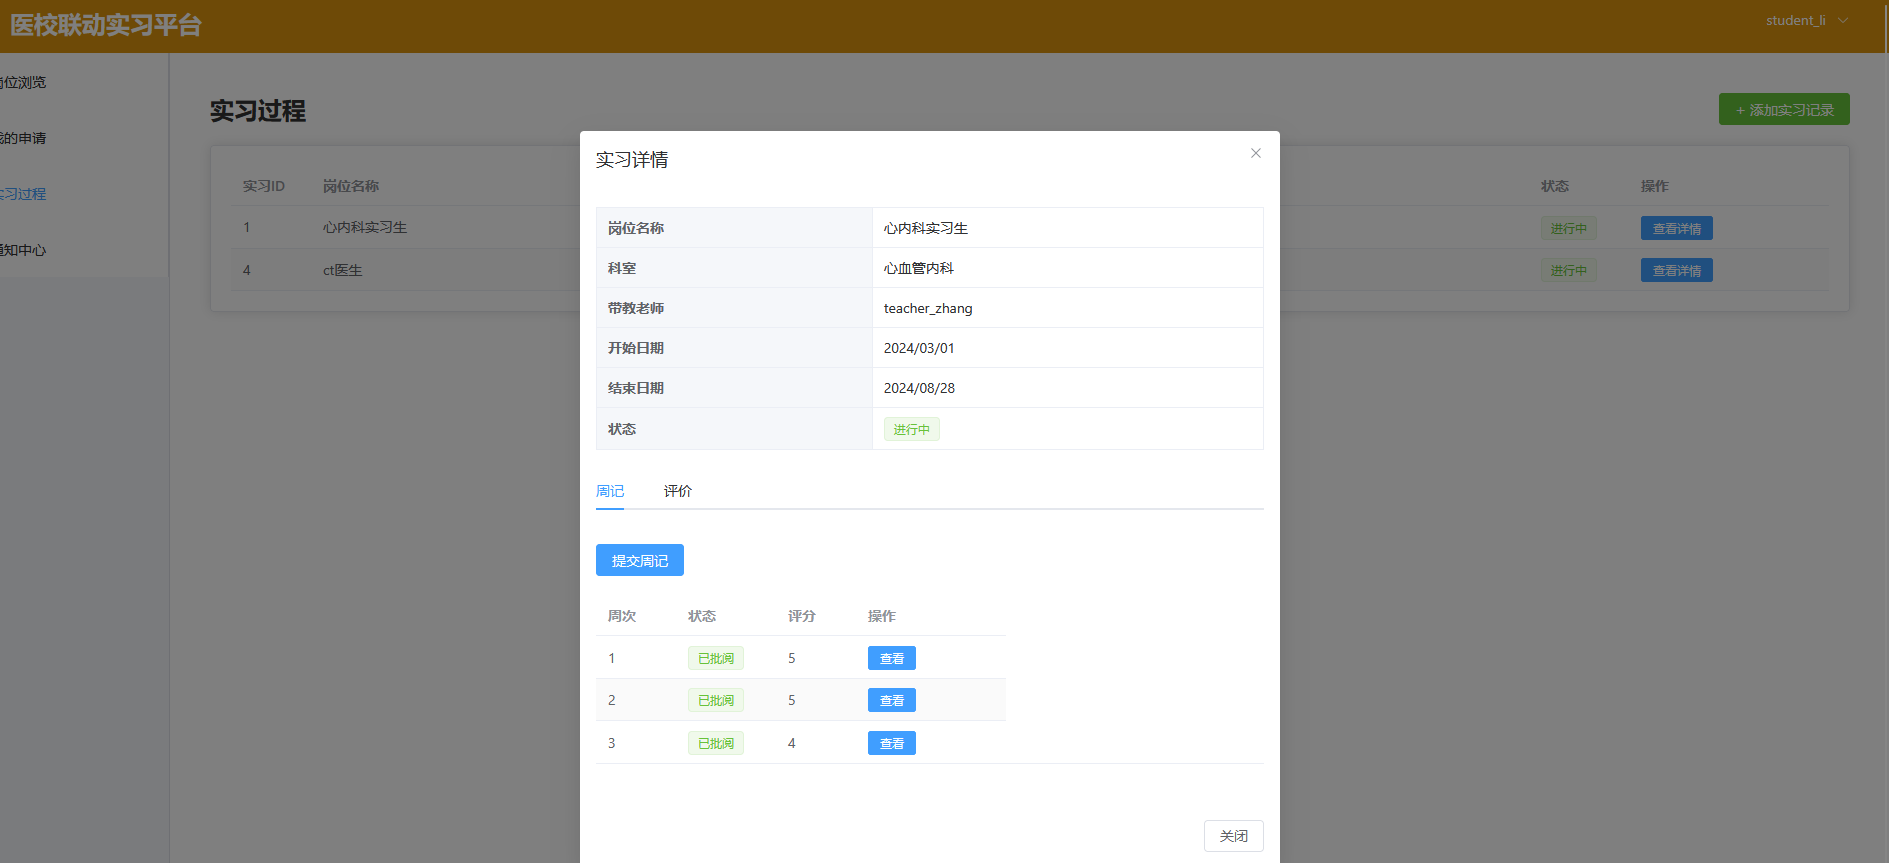 医校联动实习平台
student_li
岗位浏览
我的申请
实习过程
通知中心
实习过程
+ 添加实习记录
实习ID 岗位名称 状态 操作
1 心内科实习生 进行中 查看详情
4 ct医生 进行中 查看详情
实习详情
岗位名称 心内科实习生
科室 心血管内科
带教老师 teacher_zhang
开始日期 2024/03/01
结束日期 2024/08/28
状态 进行中
周记 评价
提交周记
周次 状态 评分 操作
1 已批阅 5 查看
2 已批阅 5 查看
3 已批阅 4 查看
关闭